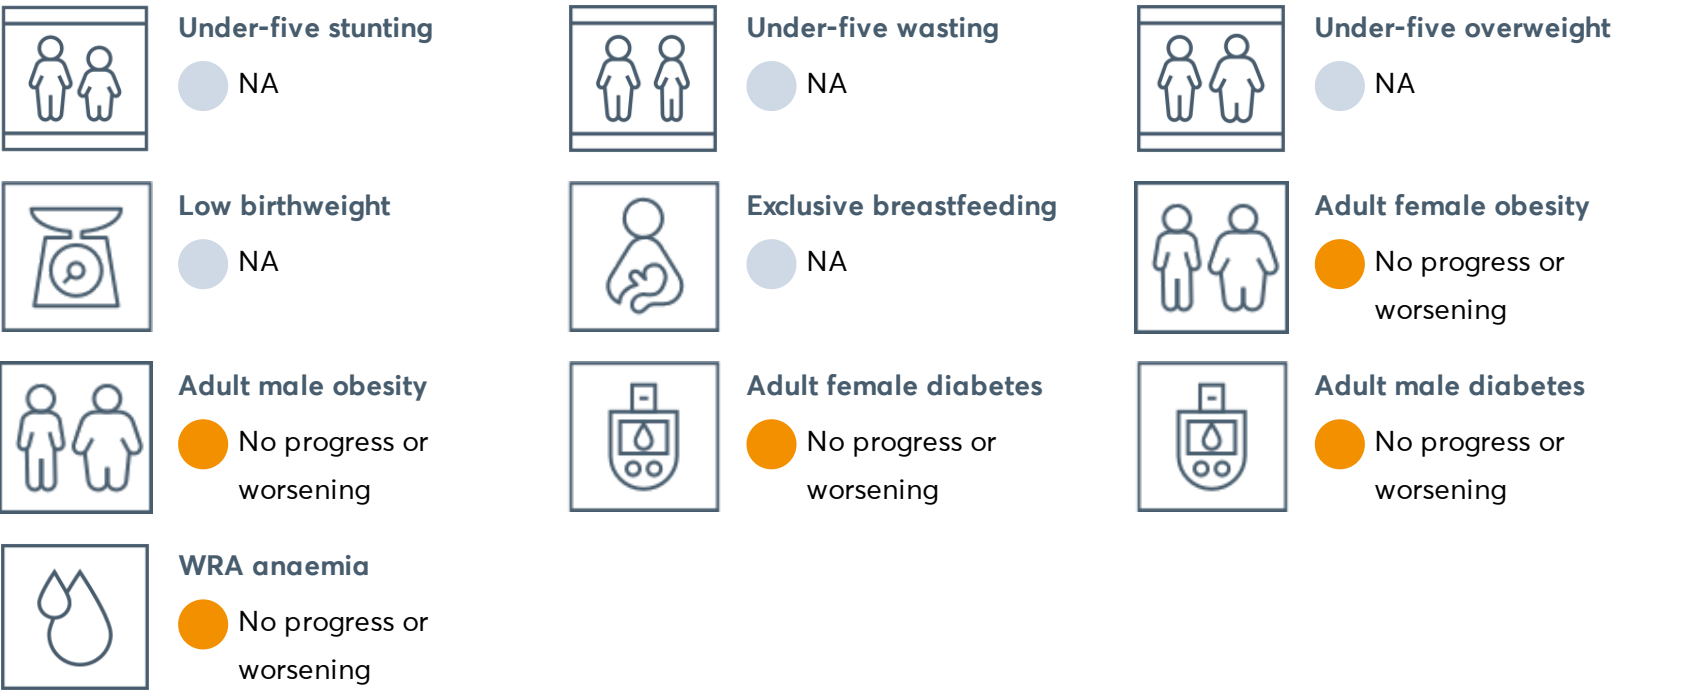 Under-five stunting
NA
Under-five wasting
NA
Under-five overweight
NA
Low birthweight
NA
Exclusive breastfeeding
NA
Adult female obesity
No progress or
worsening
Adult male obesity
No progress or
worsening
Adult female diabetes
No progress or
worsening
Adult male diabetes
No progress or
worsening
WRA anaemia
No progress or
worsening